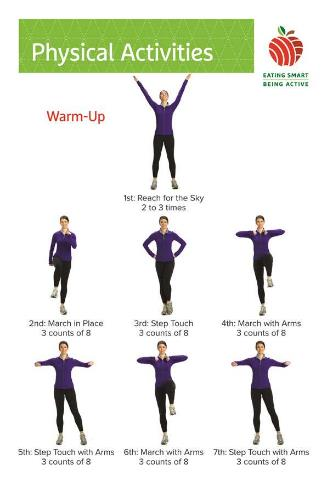 Physical Activities
EATING SMART
BEING ACTIVE
Warm-Up
1st: Reach for the Sky
2 to 3 times
2nd: March in Place
3 counts of 8
3rd: Step Touch
3 counts of 8
4th: March with Arms
3 counts of 8
5th: Step Touch with Arms
3 counts of 8
6th: March with Arms
3 counts of 8
7th: Step Touch with Arms
3 counts of 8